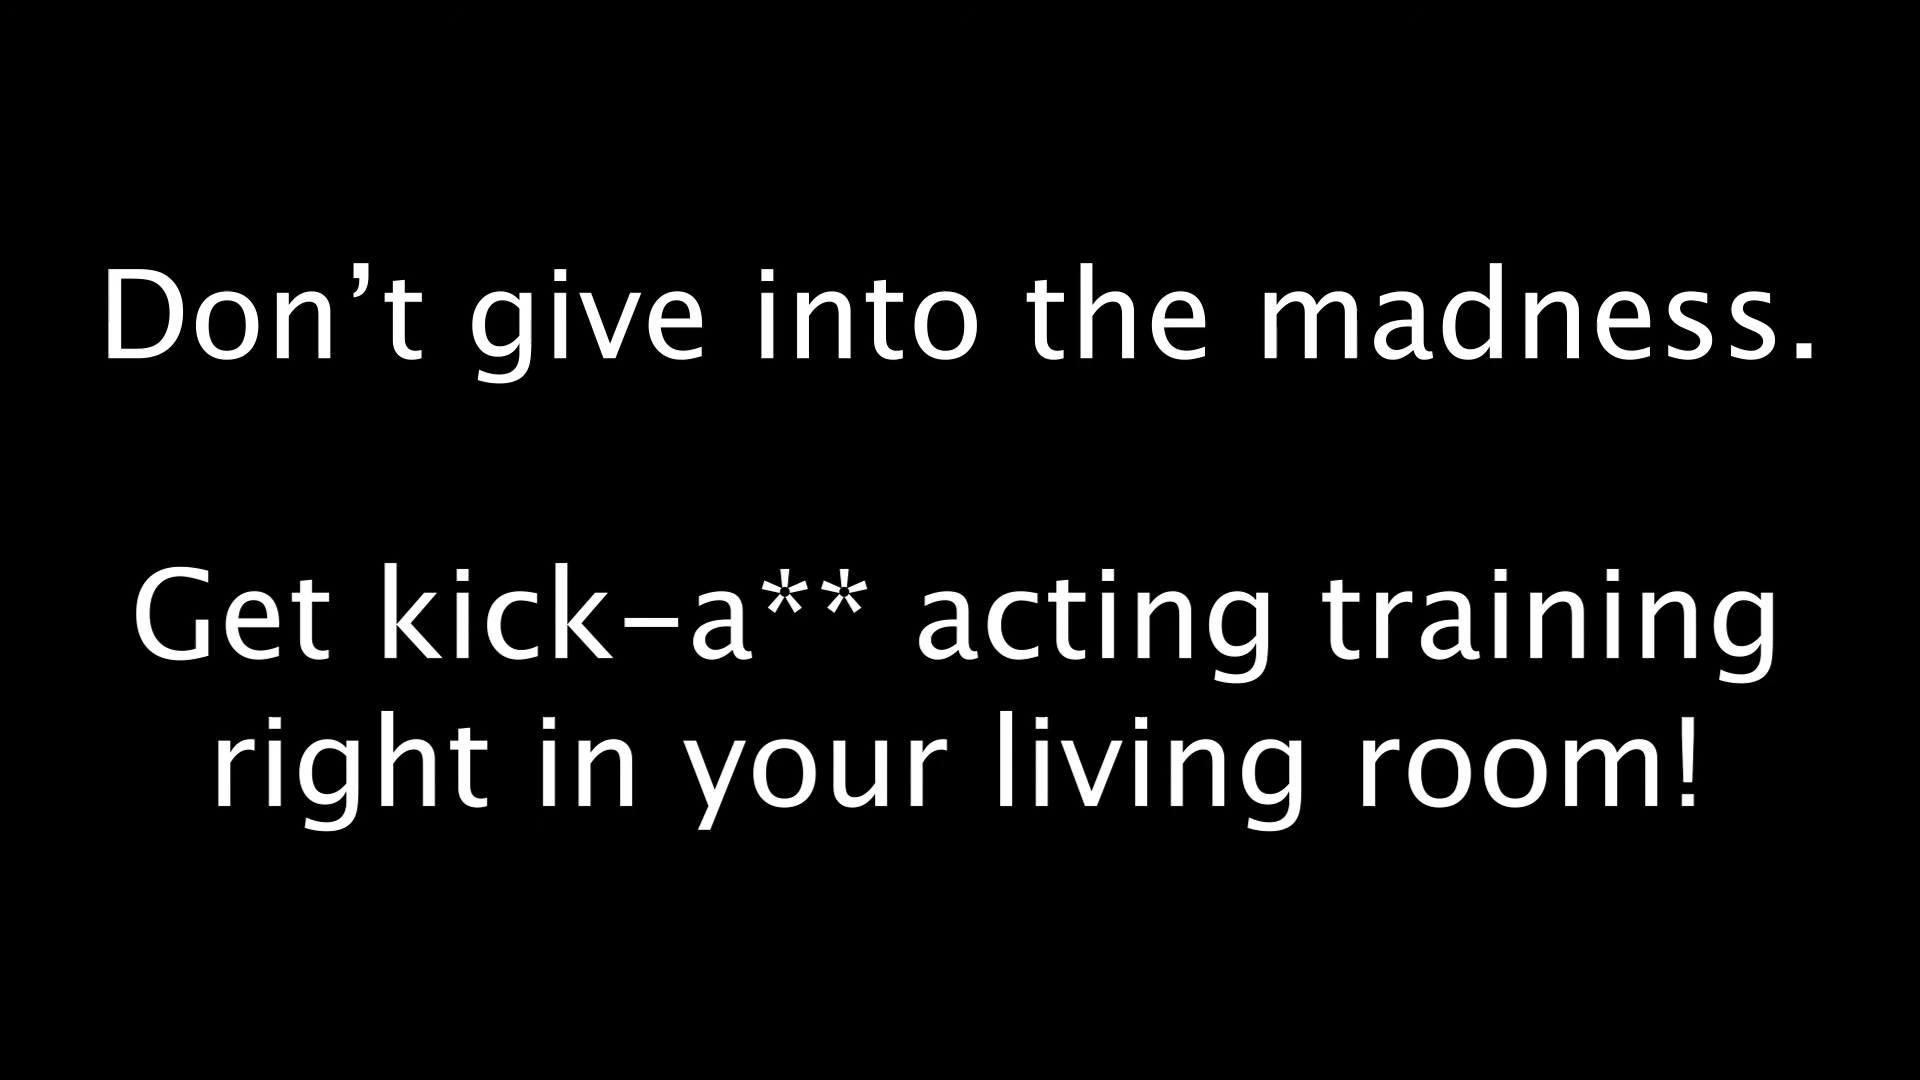 Don’t give into the madness.
Get kick-a** acting training
right in your living room!